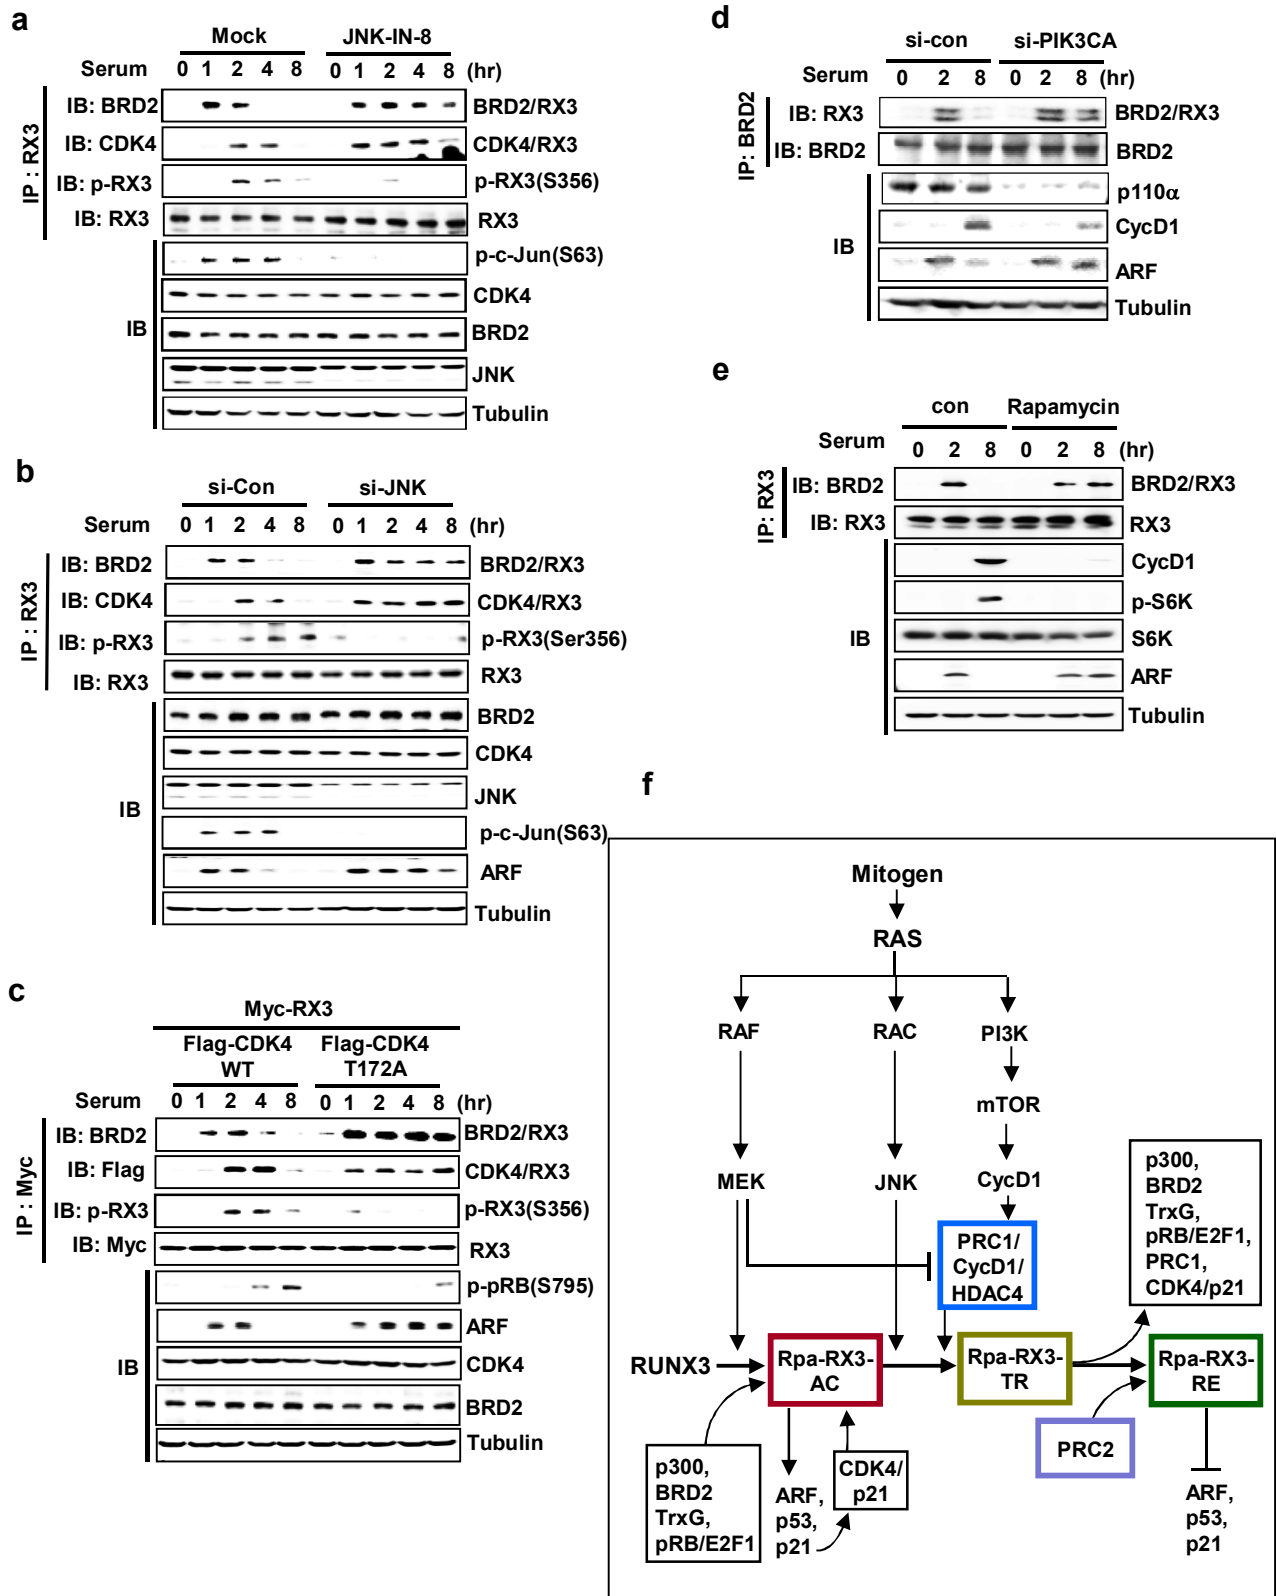 a
Mock JNK-IN-8
Serum 0 1 2 4 8 0 1 2 4 8 (hr)
IP : RX3
IB: BRD2 BRD2/RX3
IB: CDK4 CDK4/RX3
IB: p-RX3 p-RX3(S356)
IB: RX3 RX3
IB
p-c-Jun(S63)
CDK4
BRD2
JNK
Tubulin
b
si-Con si-JNK
Serum 0 1 2 4 8 0 1 2 4 8 (hr)
IP : RX3
IB: BRD2 BRD2/RX3
IB: CDK4 CDK4/RX3
IB: p-RX3 p-RX3(Ser356)
IB: RX3 RX3
IB
BRD2
CDK4
JNK
p-c-Jun(S63)
ARF
Tubulin
c
Myc-RX3
Flag-CDK4 Flag-CDK4
WT T172A
Serum 0 1 2 4 8 0 1 2 4 8 (hr)
IP : Myc
IB: BRD2 BRD2/RX3
IB: Flag CDK4/RX3
IB: p-RX3 p-RX3(S356)
IB: Myc RX3
IB
p-pRB(S795)
ARF
CDK4
BRD2
Tubulin
d
si-con si-PIK3CA
Serum 0 2 8 0 2 8 (hr)
IP: BRD2
IB: RX3 BRD2/RX3
IB: BRD2 BRD2
IB
p110α
CycD1
ARF
Tubulin
e
con Rapamycin
Serum 0 2 8 0 2 8 (hr)
IP: RX3
IB: BRD2 BRD2/RX3
IB: RX3 RX3
IB
CycD1
p-S6K
S6K
ARF
Tubulin
f
Mitogen
RAS
RAF RAC PI3K
mTOR
MEK JNK CycD1
PRC1/
CycD1/
HDAC4
p300,
BRD2
TrxG,
pRB/E2F1,
PRC1,
CDK4/p21
RUNX3
Rpa-RX3-
AC
Rpa-RX3-
TR
Rpa-RX3-
RE
PRC2
p300,
BRD2
TrxG,
pRB/E2F1
ARF,
p53,
p21
CDK4/
p21
ARF,
p53,
p21